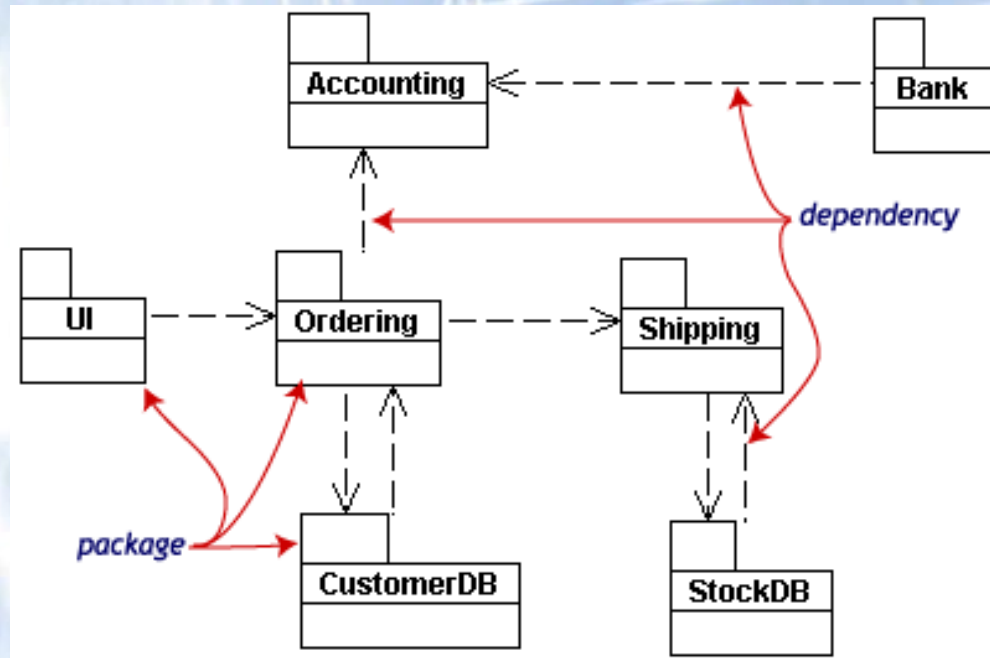 Accounting
Bank
dependency
UI
Ordering
Shipping
package
CustomerDB
StockDB